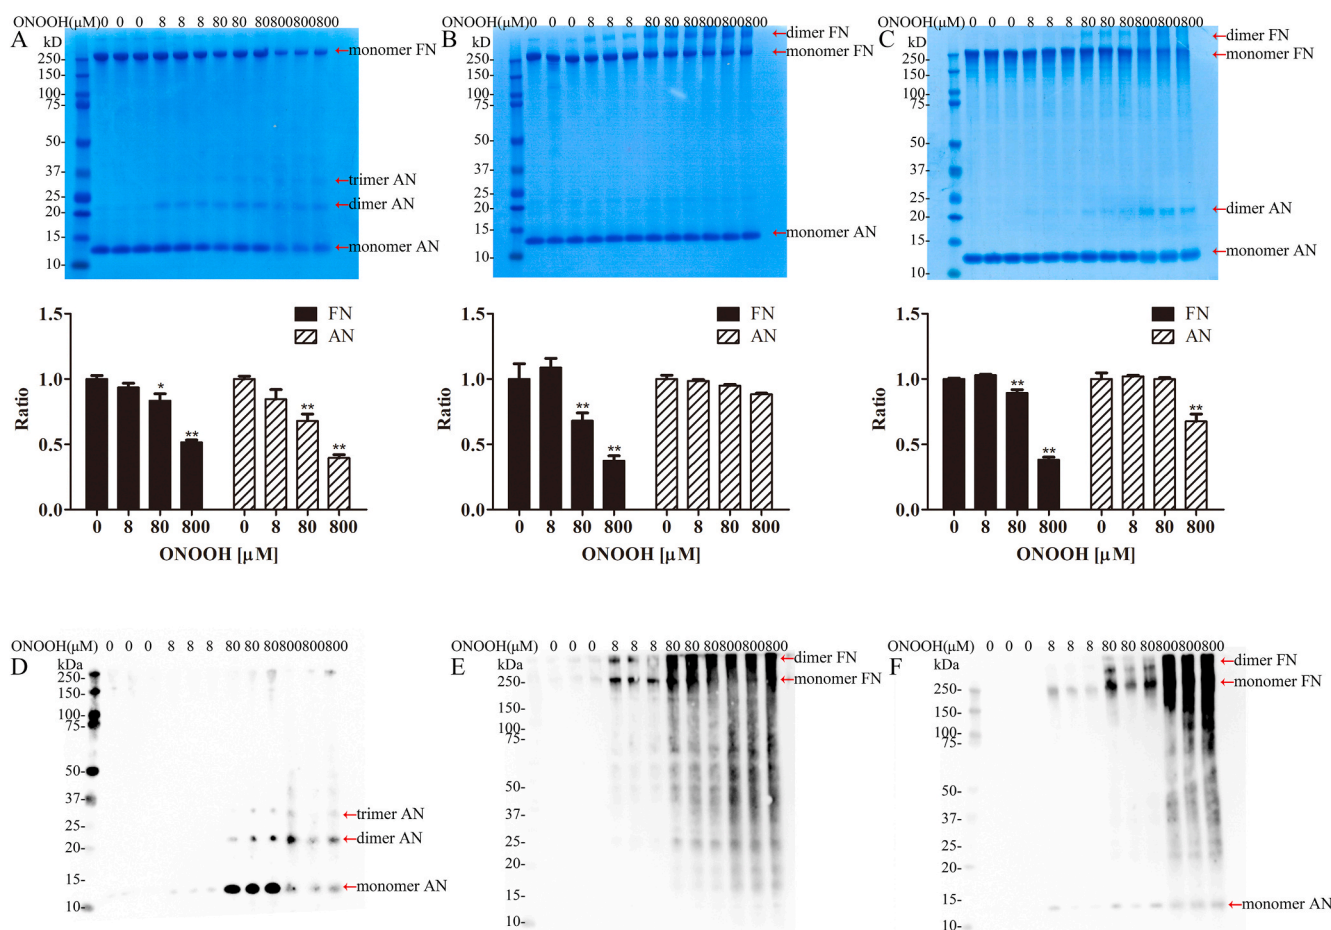 A
ONOOH(μM) 0 0 0 8 8 8 80 80 80 800 800 800
kD
250-
150-
100-
75-
50-
37-
25-
20-
15-
10-
←monomer FN
←trimer AN
←dimer AN
←monomer AN
B
ONOOH(μM) 0 0 0 8 8 8 80 80 80 800 800 800
kD
250-
150-
100-
75-
50-
37-
25-
20-
15-
10-
←dimer FN
←monomer FN
←monomer AN
C
ONOOH(μM) 0 0 0 8 8 8 80 80 80 800 800 800
kD
250-
150-
100-
75-
50-
37-
25-
20-
15-
10-
←dimer FN
←monomer FN
←dimer AN
←monomer AN
FN
AN
Ratio
1.5
1.0
0.5
0.0
* ** ** **
0 8 80 800 0 8 80 800
ONOOH [μM]
FN
AN
Ratio
1.5
1.0
0.5
0.0
** **
0 8 80 800 0 8 80 800
ONOOH [μM]
FN
AN
Ratio
1.5
1.0
0.5
0.0
** ** **
0 8 80 800 0 8 80 800
ONOOH [μM]
D
ONOOH(μM) 0 0 0 8 8 8 80 80 80 800 800 800
kDa
250-
150-
100-
75-
50-
37-
25-
20-
15-
10-
←trimer AN
←dimer AN
←monomer AN
E
ONOOH(μM) 0 0 0 8 8 8 80 80 80 800 800 800
kDa
250-
150-
100-
75-
50-
37-
25-
20-
15-
10-
←dimer FN
←monomer FN
F
ONOOH(μM) 0 0 0 8 8 8 80 80 80 800 800 800
kDa
250-
150-
100-
75-
50-
37-
25-
20-
15-
10-
←dimer FN
←monomer FN
←monomer AN